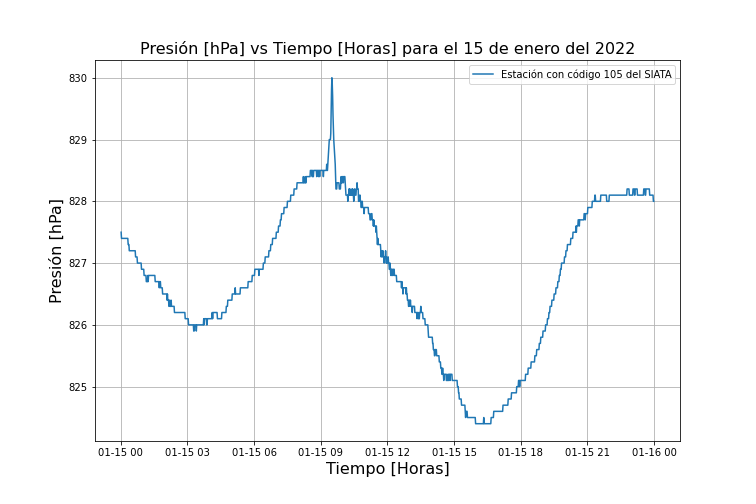 Presión [hPa] vs Tiempo [Horas] para el 15 de enero del 2022
Estación con código 105 del SIATA
Presión [hPa]
830
829
828
827
826
825
01-15 00 01-15 03 01-15 06 01-15 09 01-15 12 01-15 15 01-15 18 01-15 21 01-16 00
Tiempo [Horas]